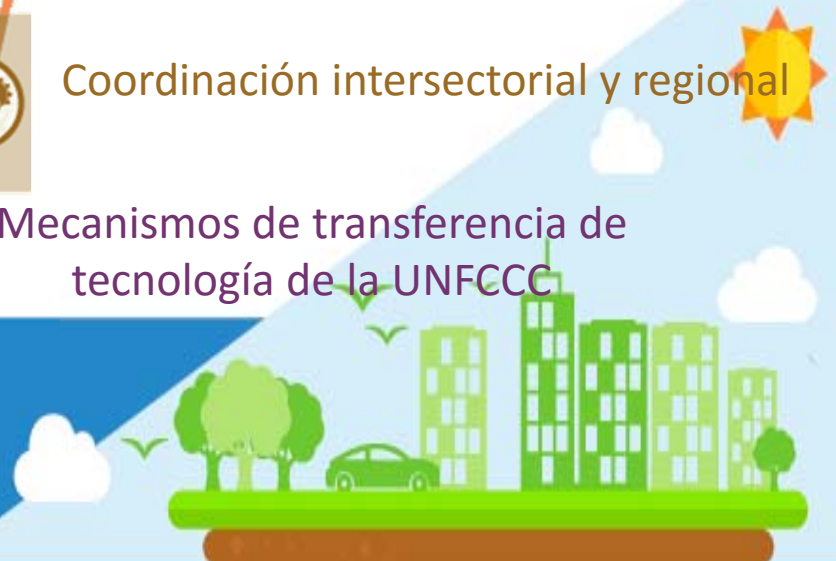 Coordinación intersectorial y regional
Mecanismos de transferencia de
tecnología de la UNFCCC